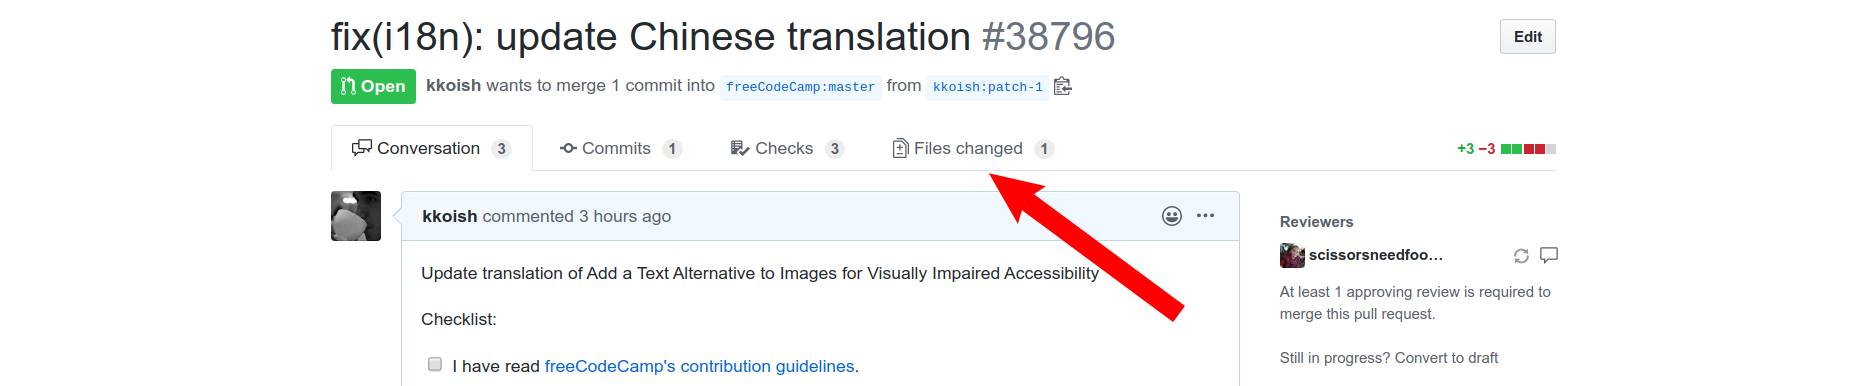 fix(i18n): update Chinese translation #38796
Edit
Open kkoish wants to merge 1 commit into freeCodeCamp:master from kkoish:patch-1
Conversation 3 Commits 1 Checks 3 Files changed 1 +3 −3
kkoish commented 3 hours ago
Update translation of Add a Text Alternative to Images for Visually Impaired Accessibility
Checklist:
I have read freeCodeCamp's contribution guidelines.
Reviewers
scissorsneedfoo…
At least 1 approving review is required to
merge this pull request.
Still in progress? Convert to draft